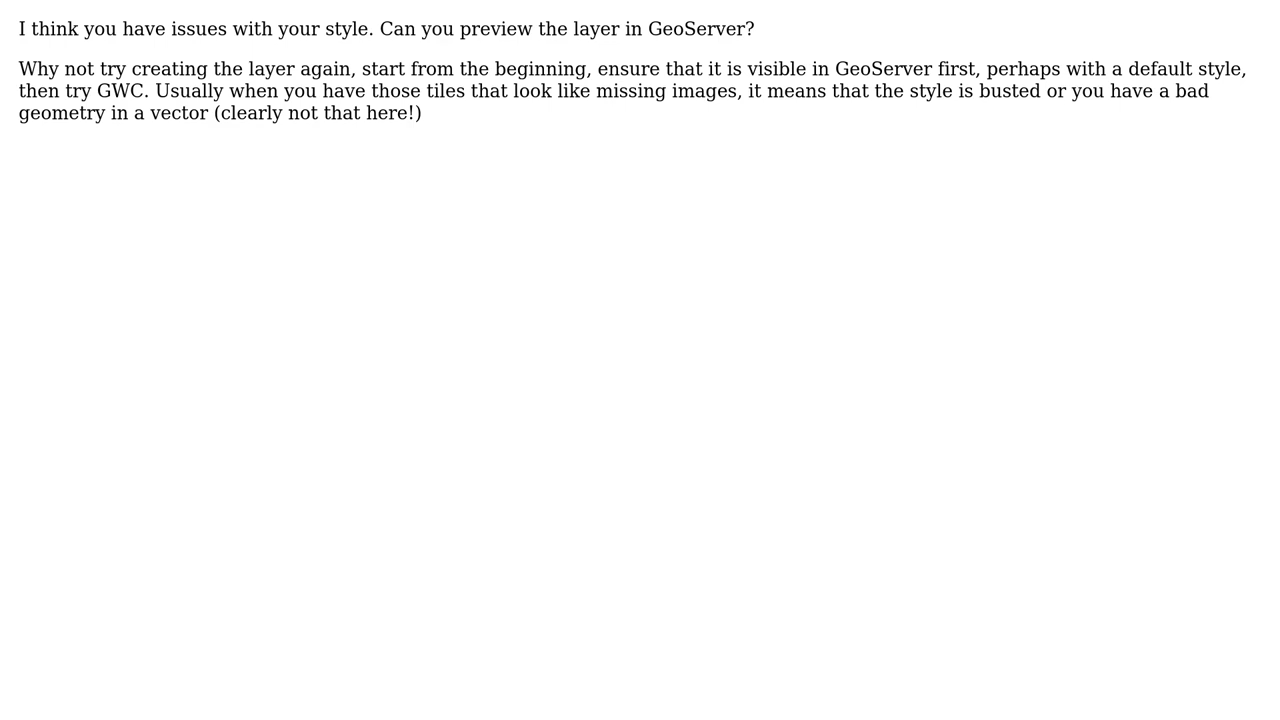 I think you have issues with your style. Can you preview the layer in GeoServer?
Why not try creating the layer again, start from the beginning, ensure that it is visible in GeoServer first, perhaps with a default style,
then try GWC. Usually when you have those tiles that look like missing images, it means that the style is busted or you have a bad
geometry in a vector (clearly not that here!)